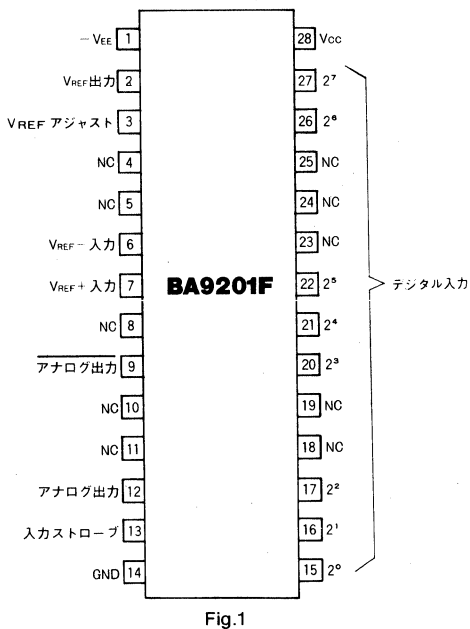 −VEE 1
VREF出力 2
VREF アジャスト 3
NC 4
NC 5
VREF− 入力 6
VREF+ 入力 7
NC 8
アナログ出力 9
NC 10
NC 11
アナログ出力 12
入力ストローブ 13
GND 14
BA9201F
28 VCC
27 2⁷
26 2⁶
25 NC
24 NC
23 NC
22 2⁵
21 2⁴
20 2³
19 NC
18 NC
17 2²
16 2¹
15 2⁰
デジタル入力
Fig.1